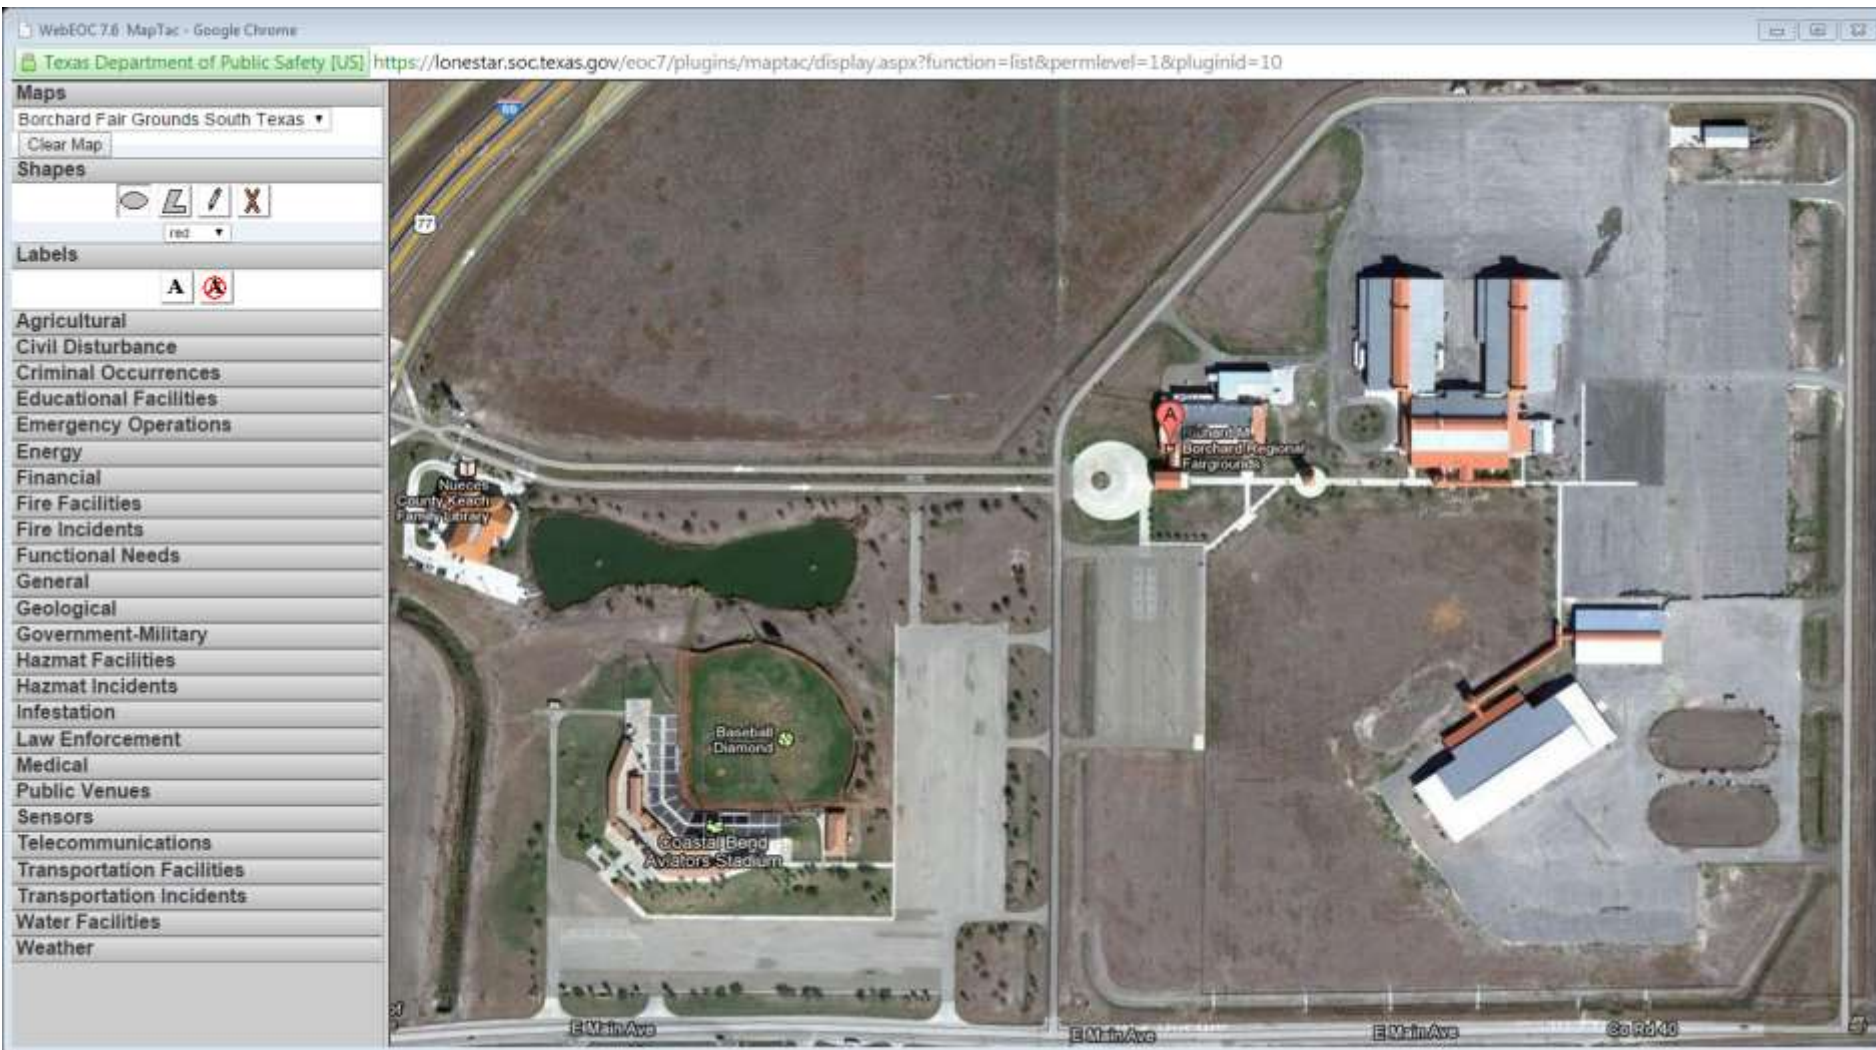 WebEOC 7.6 MapTac - Google Chrome
Texas Department of Public Safety [US] https://lonestar.soc.texas.gov/eoc7/plugins/maptac/display.aspx?function=list&permlevel=1&pluginid=10
Maps
Borchard Fair Grounds South Texas
Clear Map
Shapes
red
Labels
A A
Agricultural
Civil Disturbance
Criminal Occurrences
Educational Facilities
Emergency Operations
Energy
Financial
Fire Facilities
Fire Incidents
Functional Needs
General
Geological
Government-Military
Hazmat Facilities
Hazmat Incidents
Infestation
Law Enforcement
Medical
Public Venues
Sensors
Telecommunications
Transportation Facilities
Transportation Incidents
Water Facilities
Weather
69
77
A
Richard M
Borchard Regional
Fairgrounds
Nueces
County Keach
Family Library
Baseball
Diamond
Coastal Bend
Aviators Stadium
E Main Ave
E Main Ave
E Main Ave
Co Rd 40